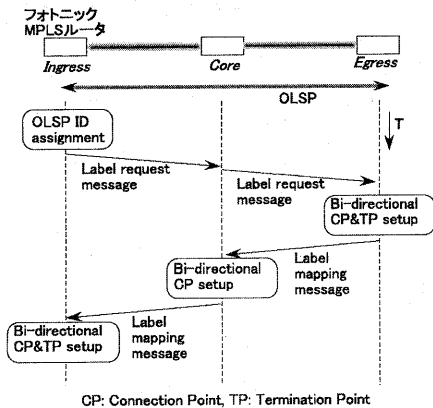 フォトニック
MPLSルータ
Ingress
Core
Egress
OLSP
OLSP ID
assignment
T
Label request
message
Label request
message
Bi-directional
CP&TP setup
Label
mapping
message
Bi-directional
CP setup
Label
mapping
message
Bi-directional
CP&TP setup
CP: Connection Point, TP: Termination Point